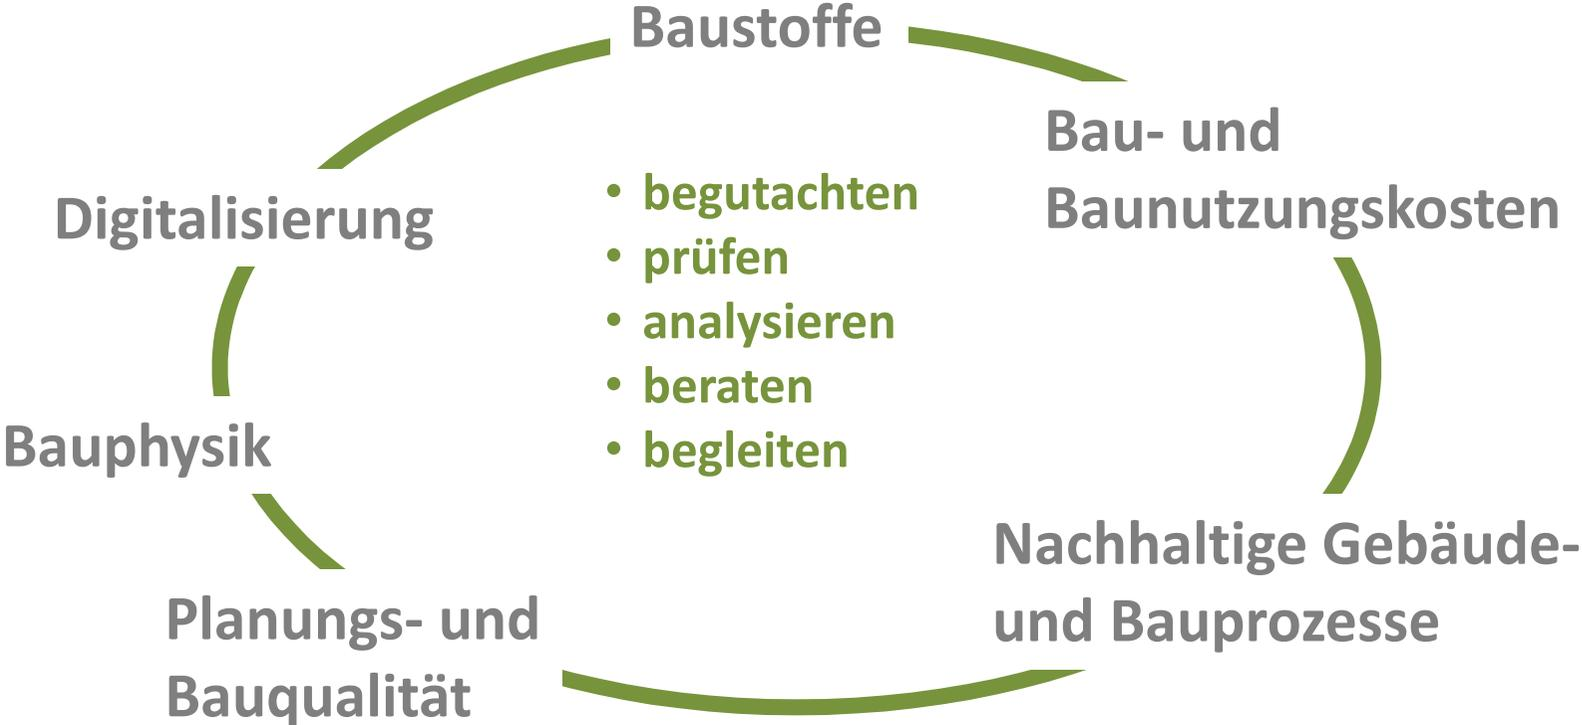 Baustoffe
Bau- und
Baunutzungskosten
Digitalisierung
• begutachten
• prüfen
• analysieren
• beraten
• begleiten
Bauphysik
Nachhaltige Gebäude-
und Bauprozesse
Planungs- und
Bauqualität